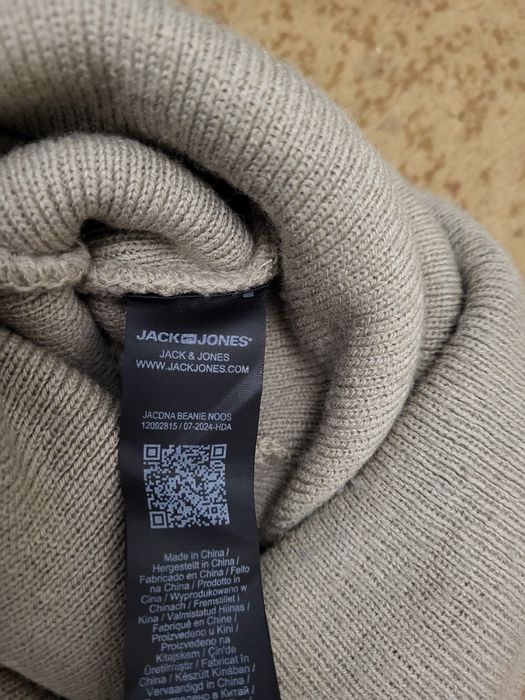 JACK & JONES®
JACK & JONES
WWW.JACKJONES.COM
JACDNA BEANIE NOOS
12092815 / 07-2024-HDA
Made in China /
Hergestellt in China /
Fabricado en China / Feito
na China / Prodotto in
Cina / Wyprodukowano w
Chinach / Fremstillet i
Kina / Valmistatud Hiinas /
Fabriqué en Chine /
Proizvedeno u Kini /
Proizvedeno na
Kitajskem / Çin'de
Üretilmiştir / Fabricat în
China / Készült Kínában /
Vervaardigd in China /
в Китай /